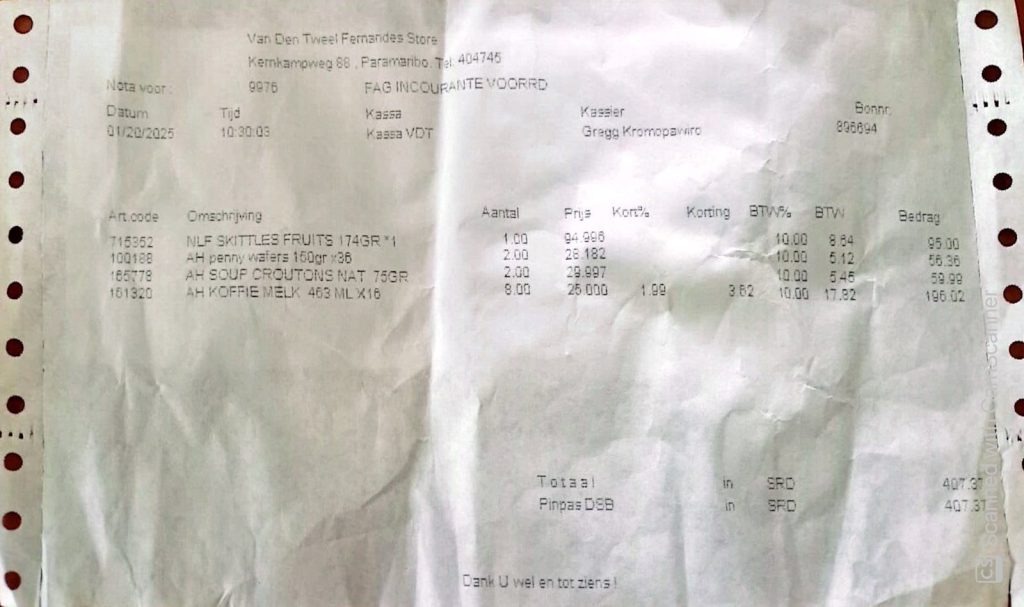 Van Den Tweel Fernandes Store
Kernkampweg 88 , Paramaribo. Tel: 404745
Nota voor : 9976 FAG INCOURANTE VOORRD
Datum Tijd Kassa Kassier Bonnr.
01/20/2025 10:30:03 Kassa VDT Gregg Kromopawiro 896694
Art.code Omschrijving Aantal Prijs Kort% Korting BTW% BTW Bedrag
715352 NLF SKITTLES FRUITS 174GR *1 1.00 94.996 10.00 8.64 95.00
100188 AH penny wafers 150gr x36 2.00 28.182 10.00 5.12 56.36
165778 AH SOUP CROUTONS NAT 75GR 2.00 29.997 10.00 5.45 59.99
161320 AH KOFFIE MELK 463 ML X16 8.00 25.000 1.99 3.62 10.00 17.82 196.02
Totaal in SRD 407.37
Pinpas DSB in SRD 407.37
Dank U wel en tot ziens !
CS Scanned with CamScanner